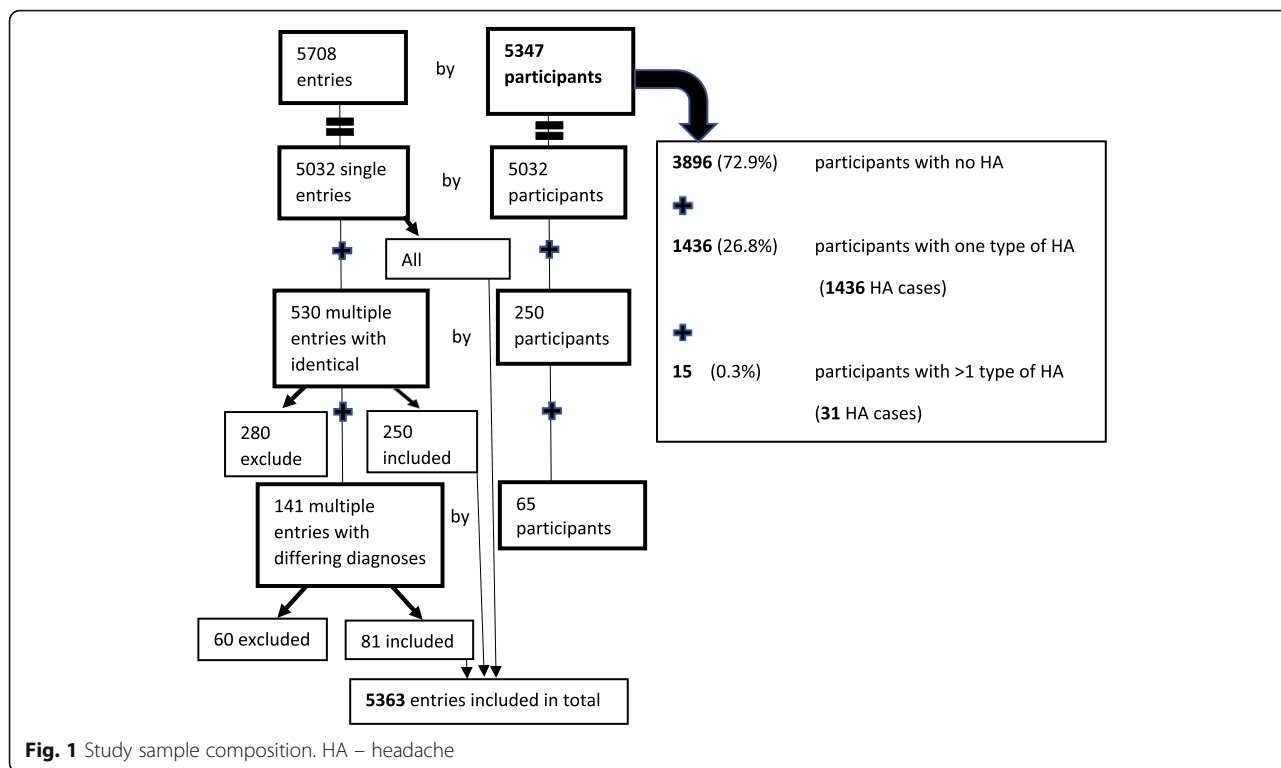 5708
entries
by
5347
participants
5032 single
entries
by
5032
participants
All
530 multiple
entries with
identical
by
250
participants
280
exclude
250
included
141 multiple
entries with
differing diagnoses
by
65
participants
60 excluded
81 included
5363 entries included in total
3896 (72.9%) participants with no HA
1436 (26.8%) participants with one type of HA
(1436 HA cases)
15 (0.3%) participants with >1 type of HA
(31 HA cases)
Fig. 1 Study sample composition. HA – headache